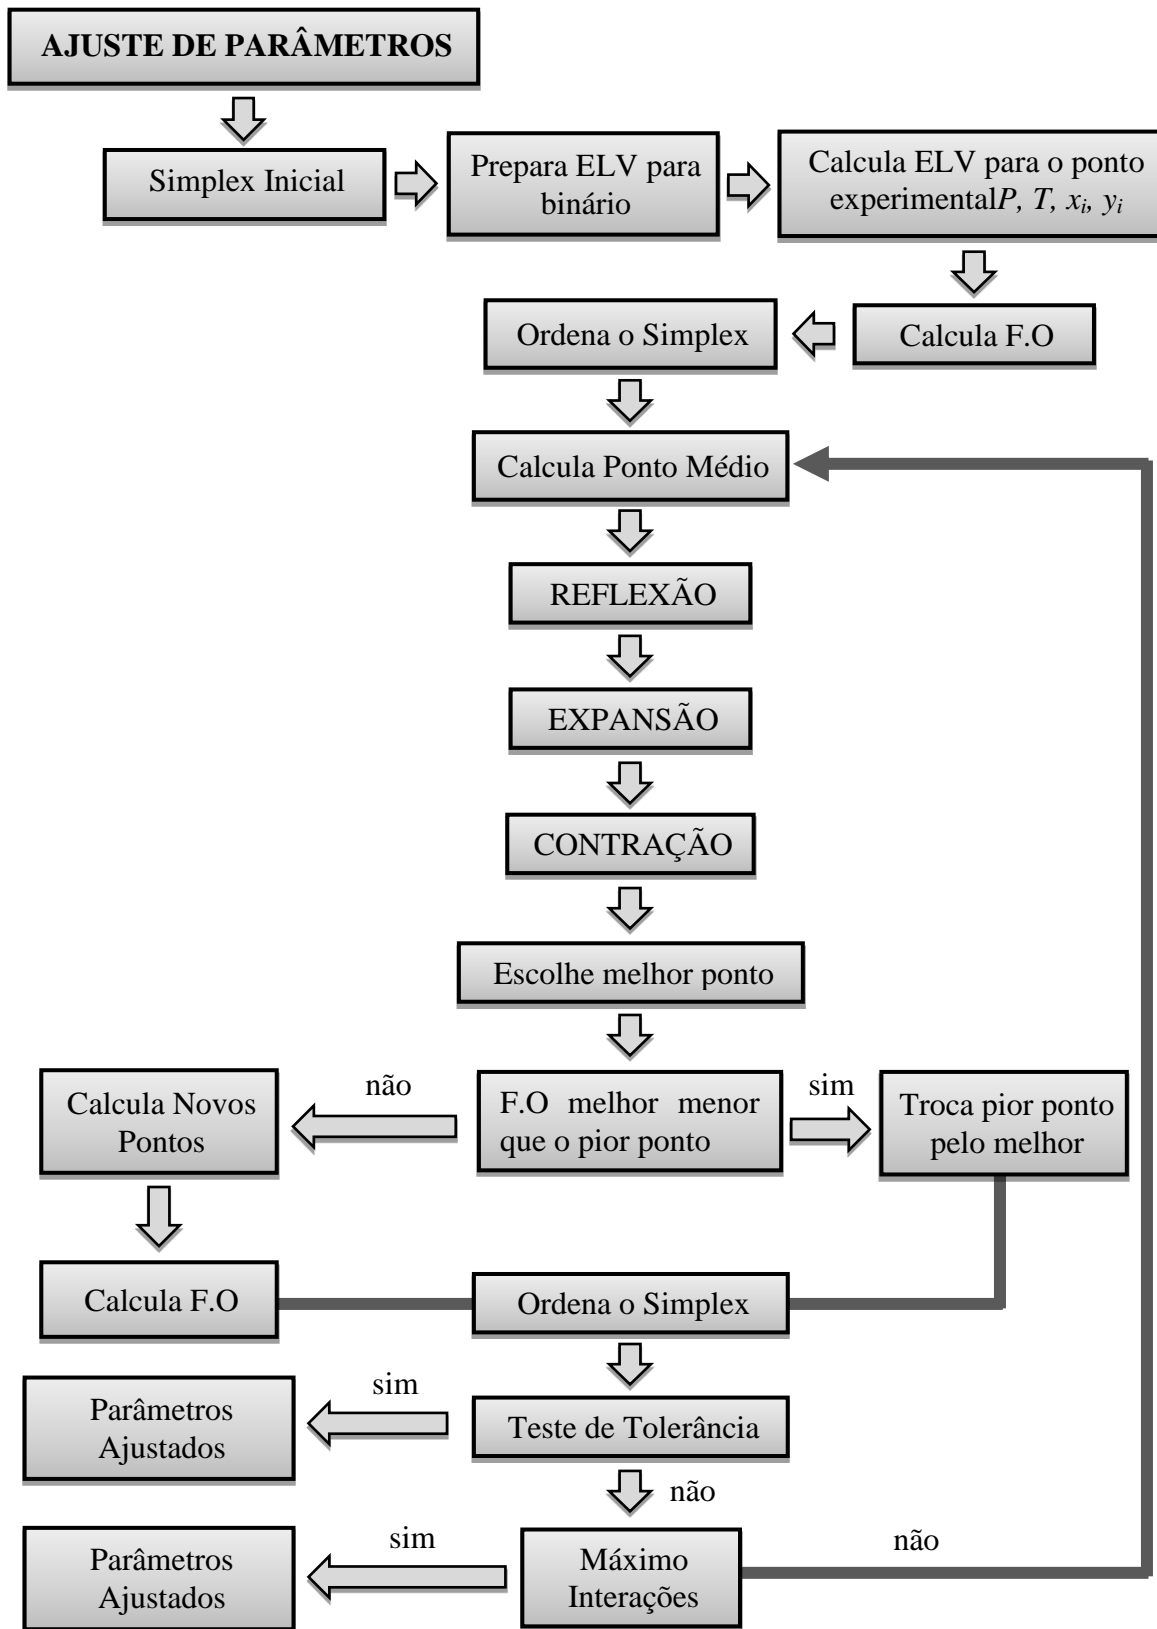 AJUSTE DE PARÂMETROS
Simplex Inicial
Prepara ELV para
binário
Calcula ELV para o ponto
experimentalP, T, xi, yi
Ordena o Simplex
Calcula F.O
Calcula Ponto Médio
REFLEXÃO
EXPANSÃO
CONTRAÇÃO
Escolhe melhor ponto
Calcula Novos
Pontos
não
F.O melhor menor
que o pior ponto
sim
Troca pior ponto
pelo melhor
Calcula F.O
Ordena o Simplex
Parâmetros
Ajustados
sim
Teste de Tolerância
não
Parâmetros
Ajustados
sim
Máximo
Interações
não